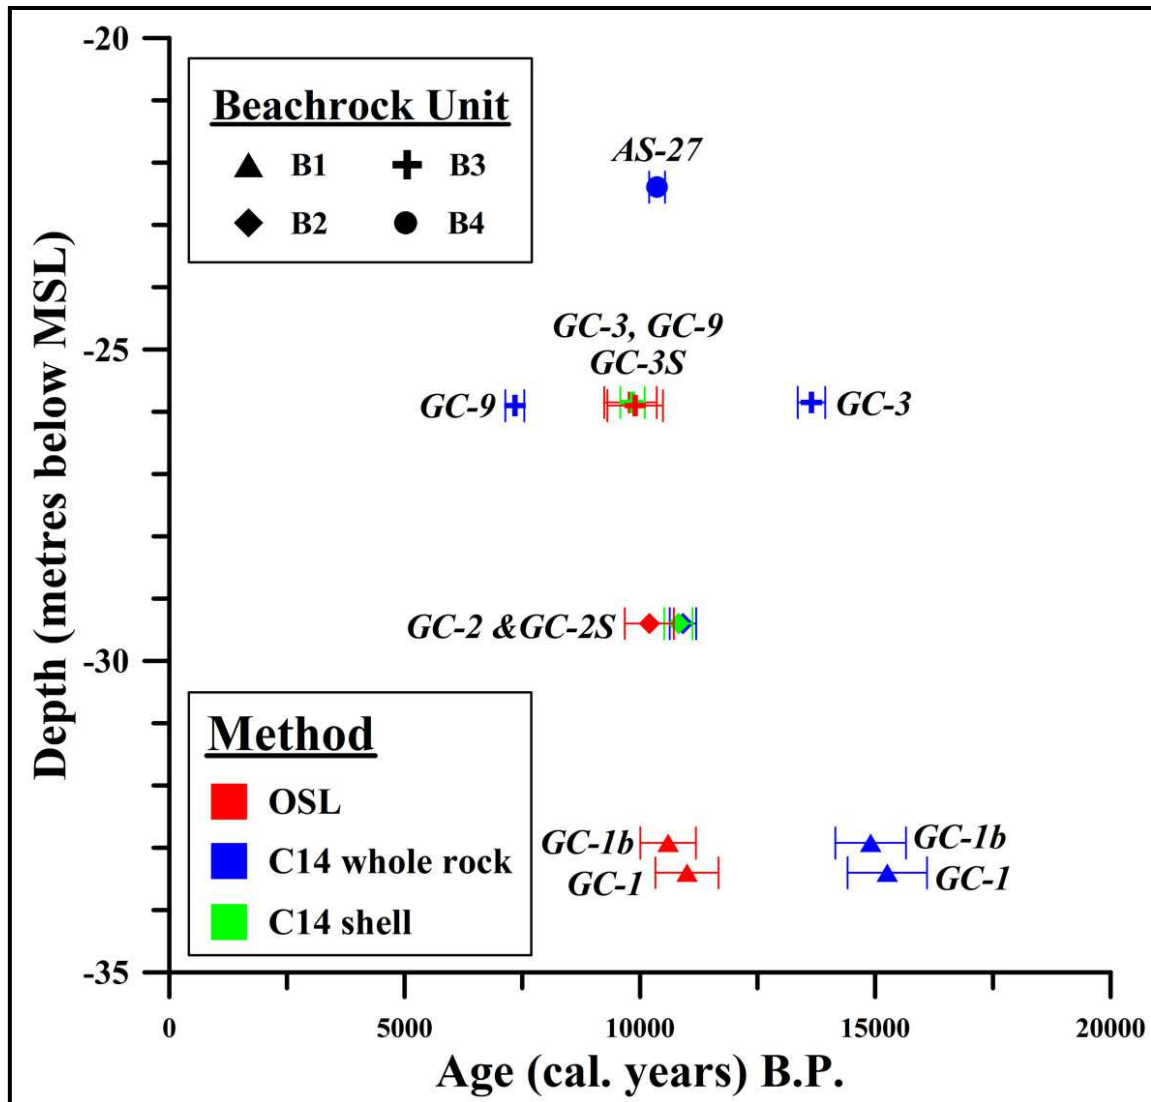 -20
Beachrock Unit
B1
B3
B2
B4
AS-27
-25
GC-3, GC-9
GC-3S
GC-9
GC-3
Depth (metres below MSL)
GC-2 &GC-2S
-30
Method
OSL
C14 whole rock
C14 shell
GC-1b
GC-1
GC-1b
GC-1
-35
0
5000
10000
15000
20000
Age (cal. years) B.P.